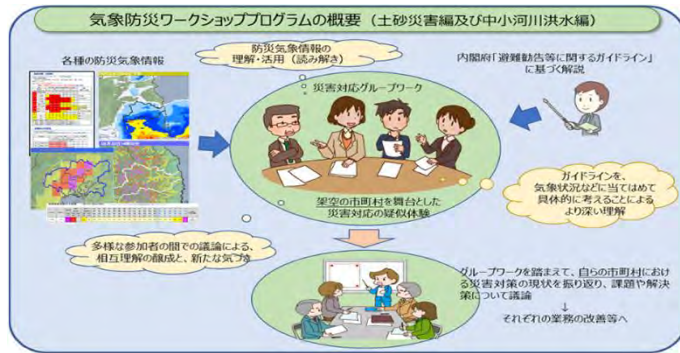 気象防災ワークショッププログラムの概要（土砂災害編及び中小河川洪水編）
各種の防災気象情報
防災気象情報の
理解・活用（読み解き）
内閣府「避難勧告等に関するガイドライン」
に基づく解説
災害対応グループワーク
架空の市町村を舞台とした
災害対応の疑似体験
ガイドラインを、
気象状況などに当てはめて
具体的に考えることによる
より深い理解
多様な参加者の間での議論による、
相互理解の醸成と、新たな気づき
グループワークを踏まえて、自らの市町村におけ
る災害対策の現状を振り返り、課題や解決
策について議論
↓
それぞれの業務の改善等へ